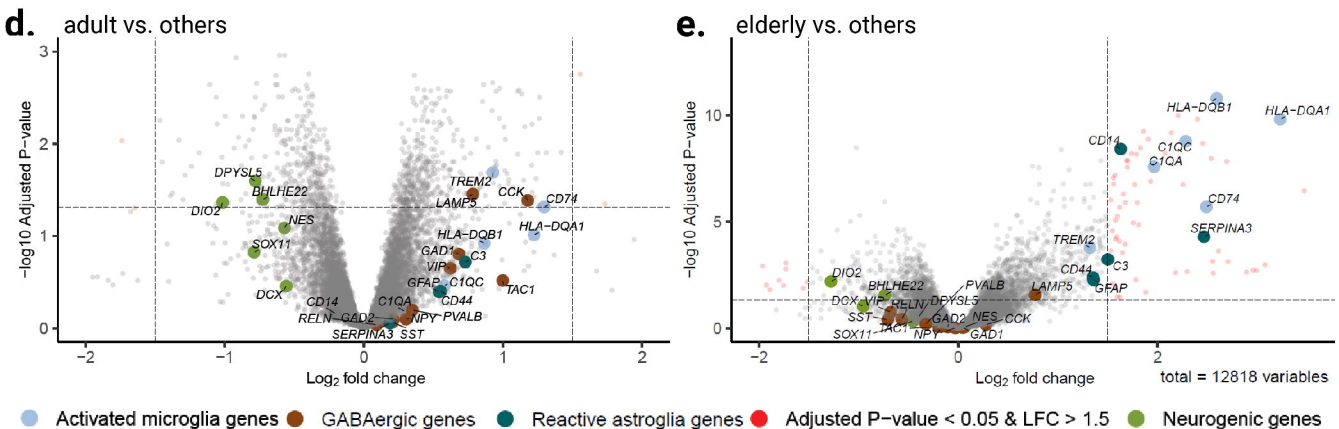 d. adult vs. others
−log10 Adjusted P−value
3
2
1
0
DPYSL5
BHLHE22
DIO2
NES
SOX11
DCX
TREM2
LAMP5
CCK
CD74
HLA−DQA1
HLA−DQB1
GAD1
C3
VIP
GFAP
C1QC
TAC1
CD44
CD14
C1QA
PVALB
RELN
GAD2
NPY
SERPINA3
SST
−2 −1 0 1 2
Log2 fold change
e. elderly vs. others
−log10 Adjusted P−value
10
5
0
HLA−DQB1
HLA−DQA1
CD14
C1QC
C1QA
CD74
SERPINA3
TREM2
C3
CD44
GFAP
LAMP5
DIO2
BHLHE22
PVALB
DCX
VIP
RELN
DPYSL5
SST
GAD2
NES
CCK
SOX11
TAC1
NPY
GAD1
−2 0 2
Log2 fold change
total = 12818 variables
Activated microglia genes GABAergic genes Reactive astroglia genes Adjusted P−value < 0.05 & LFC > 1.5 Neurogenic genes